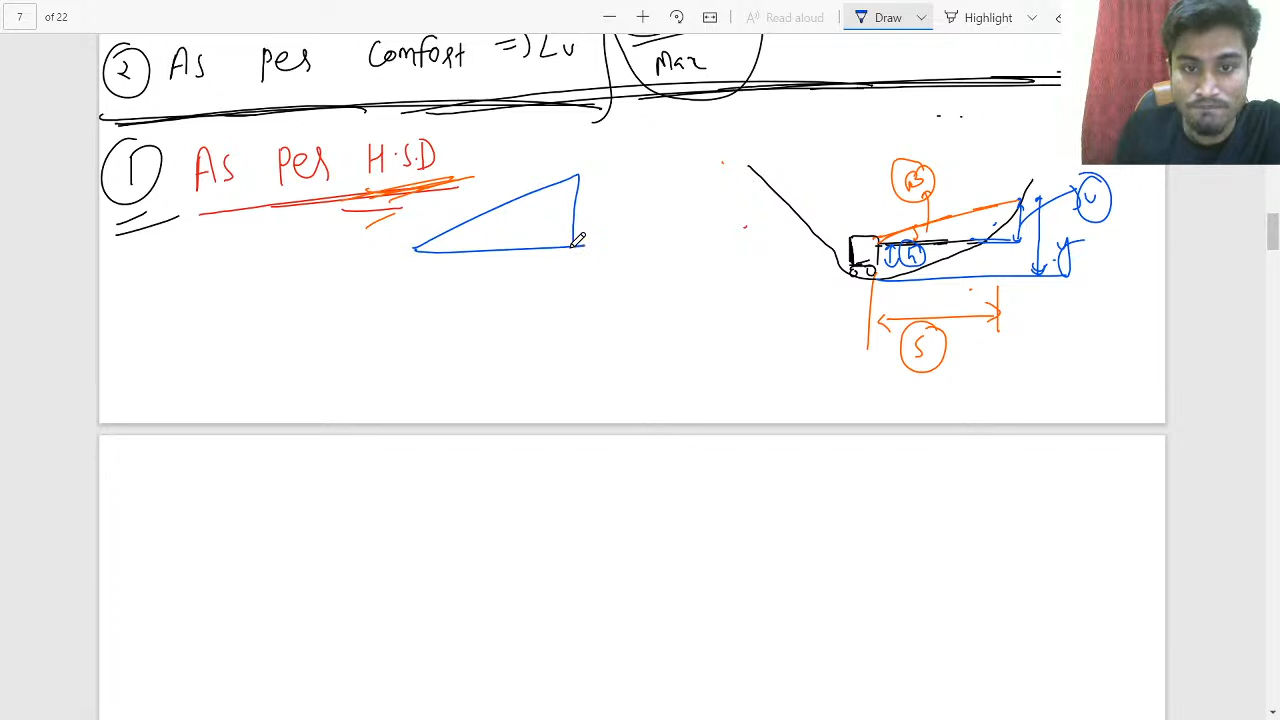 7 of 22
Read aloud
Draw
Highlight
② As per Comfort => Lv
Max
① As per H.S.D
h
v
y
S